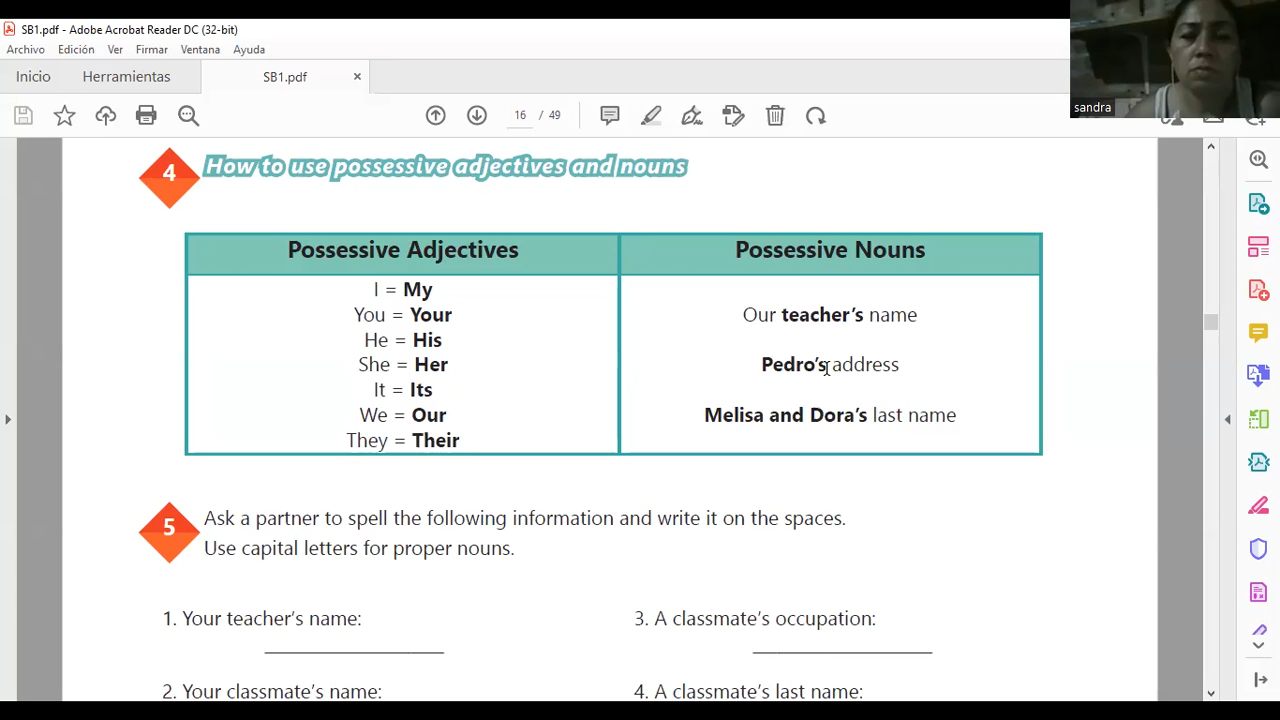 SB1.pdf - Adobe Acrobat Reader DC (32-bit)
Archivo Edición Ver Firmar Ventana Ayuda
Inicio Herramientas SB1.pdf ×
16 / 49
sandra
4 How to use possessive adjectives and nouns
Possessive Adjectives
I = My
You = Your
He = His
She = Her
It = Its
We = Our
They = Their
Possessive Nouns
Our teacher's name
Pedro's address
Melisa and Dora's last name
5 Ask a partner to spell the following information and write it on the spaces.
Use capital letters for proper nouns.
1. Your teacher's name:
2. Your classmate's name:
3. A classmate's occupation:
4. A classmate's last name: